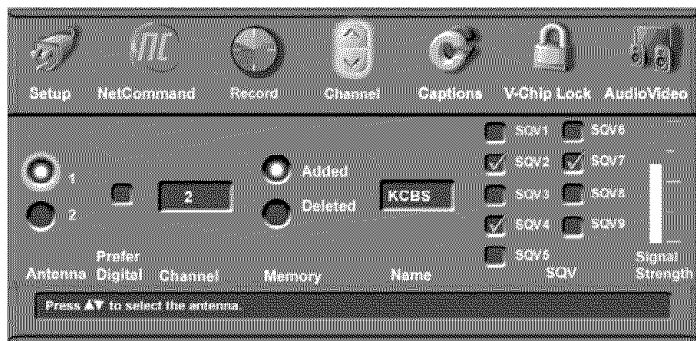 nc
Setup NetCommand Record Channel Captions V-Chip Lock AudioVideo
SQV1 SQV6
1 SQV2 SQV7
Added
2 KCBS SQV3 SQV8
2 Deleted
SQV4 SQV9
SQV5
Antenna Prefer Digital Channel Memory Name SQV Signal Strength
Press ▲▼ to select the antenna.